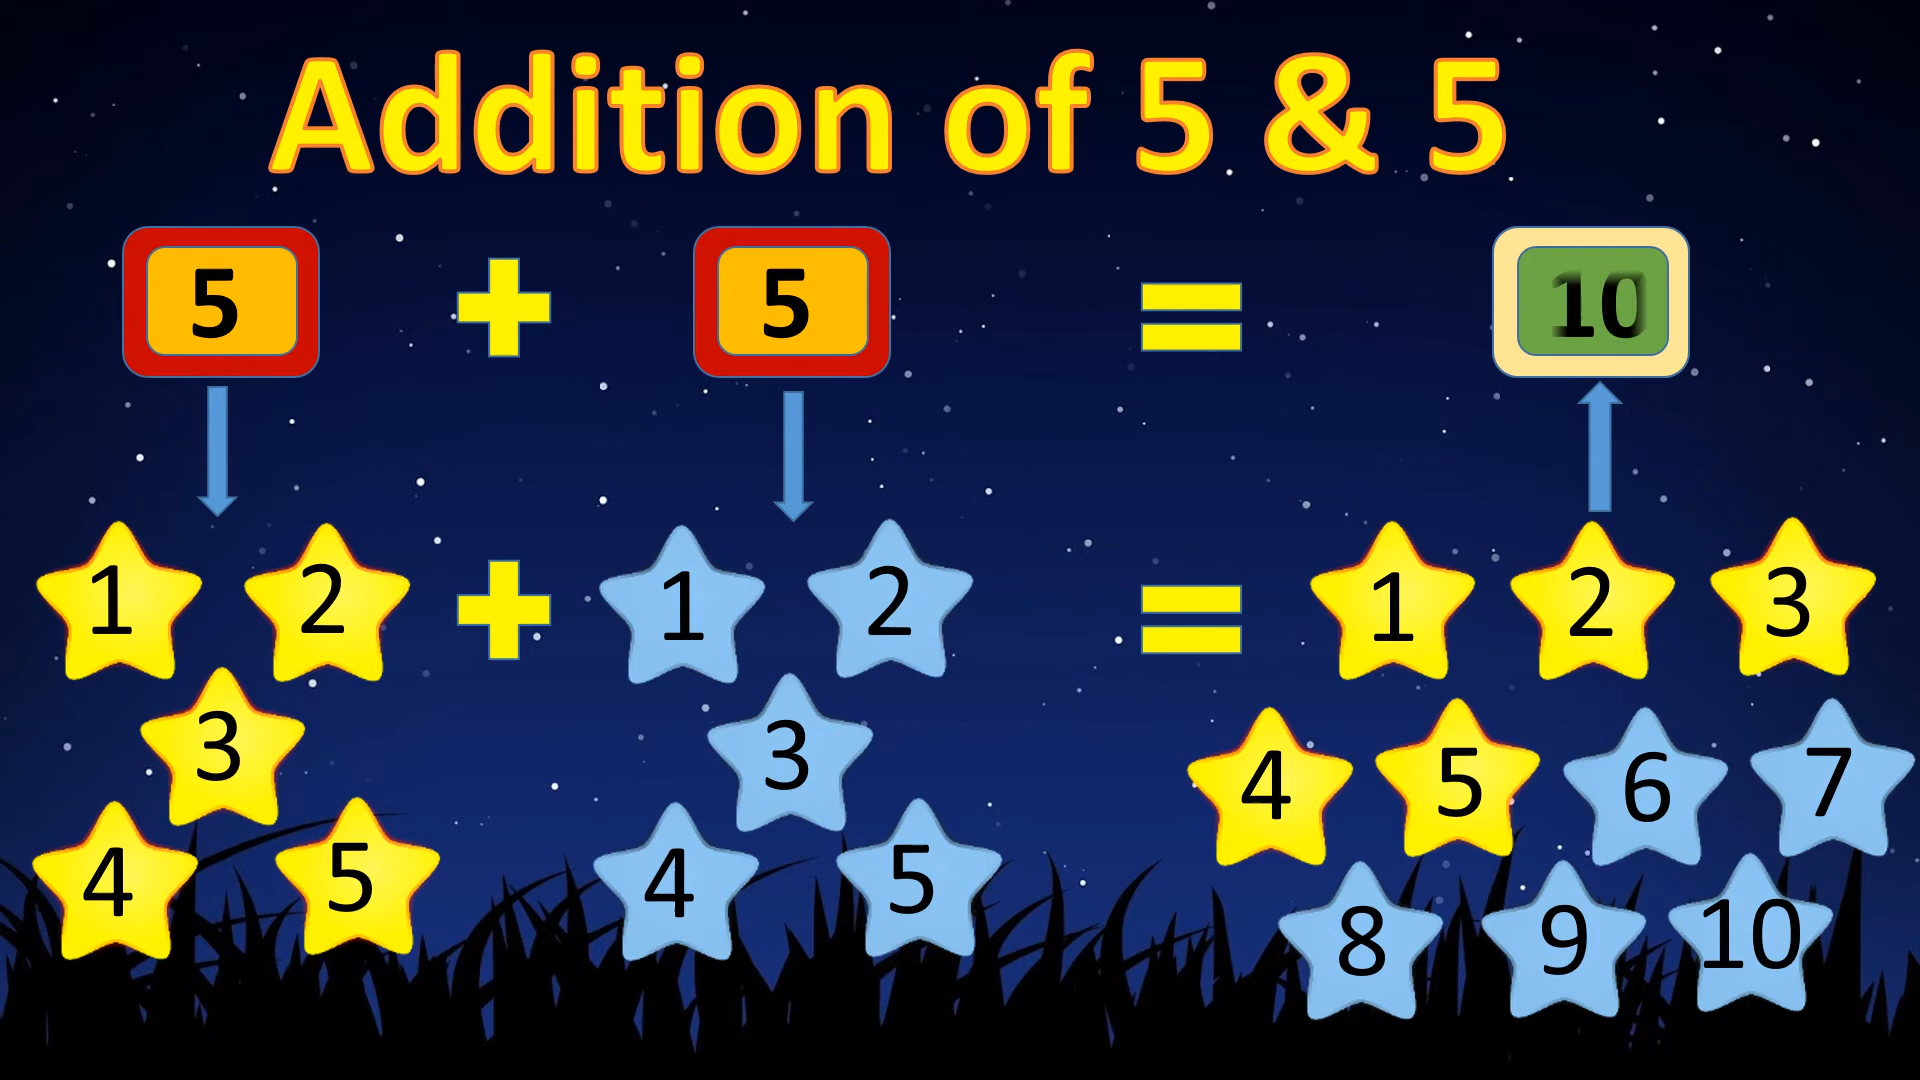 Addition of 5 & 5
5 + 5 = 10
1 2 + 1 2 = 1 2 3
3 3 4 5 6 7
4 5 4 5 8 9 10